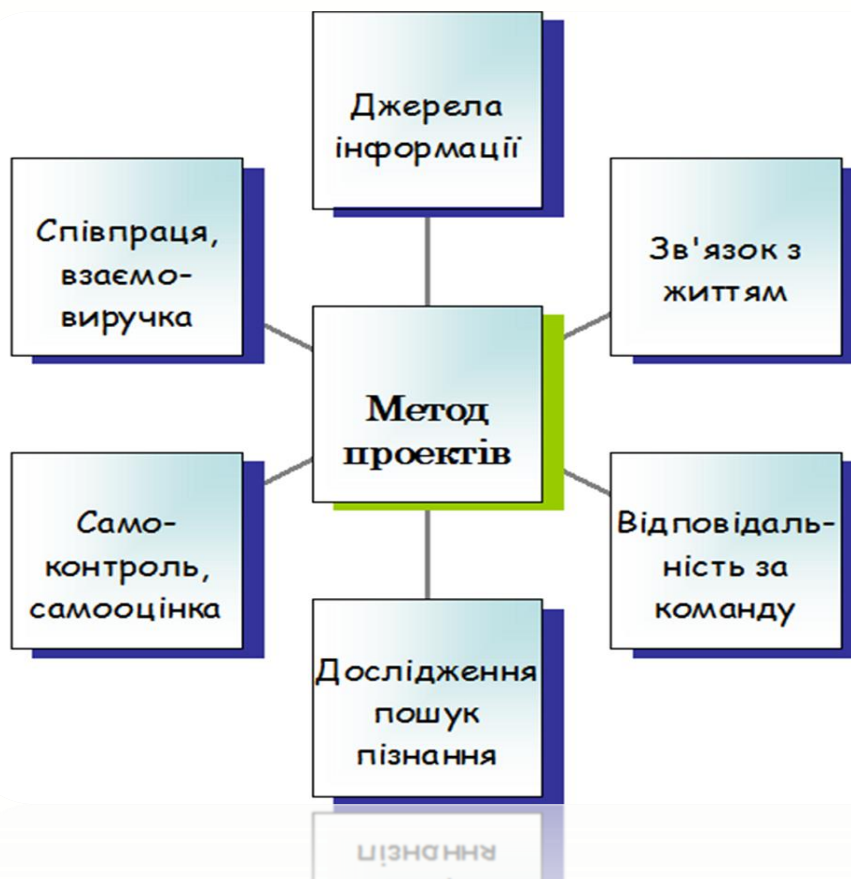 Джерела
інформації
Співпраця,
взаємо-
виручка
Зв'язок з
життям
Метод
проектів
Само-
контроль,
самооцінка
Відповідаль-
ність за
команду
Дослідження
пошук
пізнання